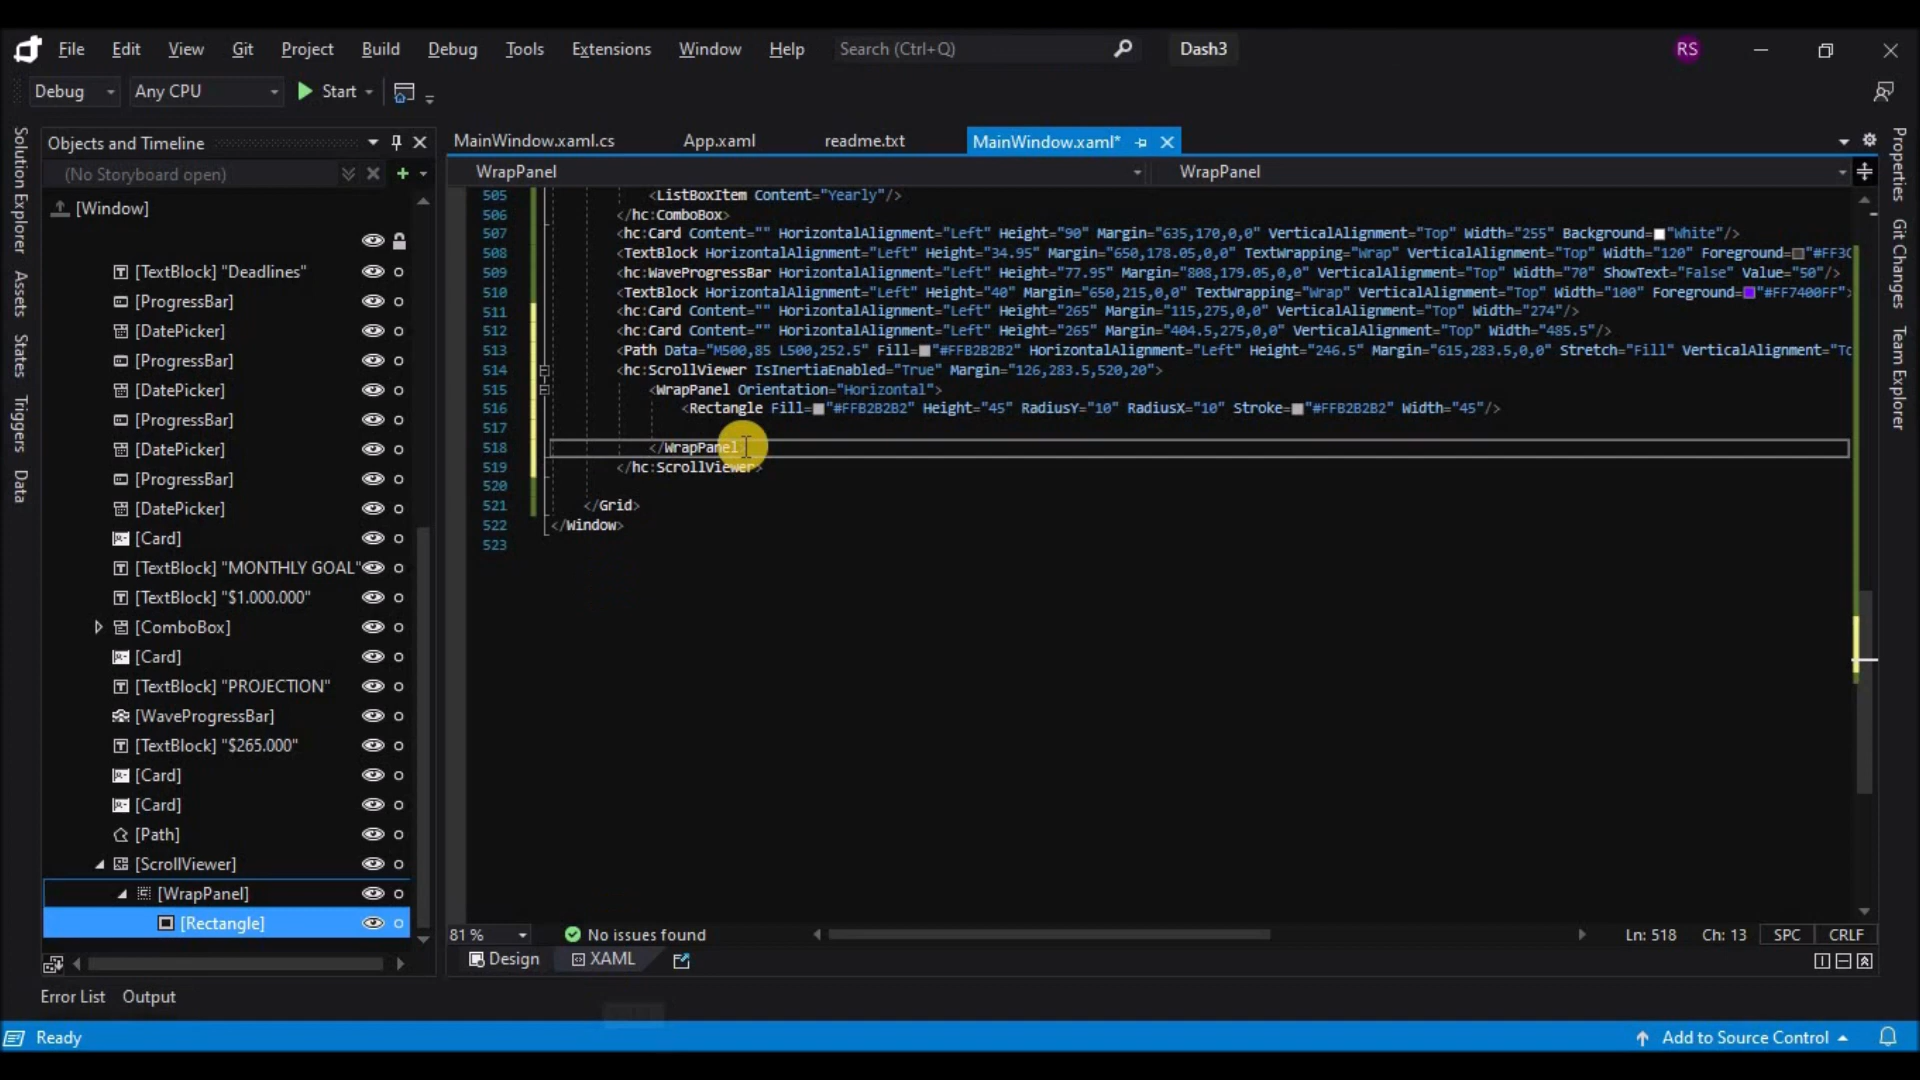 File Edit View Git Project Build Debug Tools Extensions Window Help Search (Ctrl+Q) Dash3 RS
Debug Any CPU Start
Solution Explorer
Assets
States
Triggers
Data
Objects and Timeline
(No Storyboard open)
[Window]
[TextBlock] "Deadlines"
[ProgressBar]
[DatePicker]
[ProgressBar]
[DatePicker]
[ProgressBar]
[DatePicker]
[ProgressBar]
[DatePicker]
[Card]
[TextBlock] "MONTHLY GOAL"
[TextBlock] "$1.000.000"
[ComboBox]
[Card]
[TextBlock] "PROJECTION"
[WaveProgressBar]
[TextBlock] "$265.000"
[Card]
[Card]
[Path]
[ScrollViewer]
[WrapPanel]
[Rectangle]
MainWindow.xaml.cs App.xaml readme.txt MainWindow.xaml*
WrapPanel WrapPanel
505 <ListBoxItem Content="Yearly"/>
506 </hc:ComboBox>
507 <hc:Card Content="" HorizontalAlignment="Left" Height="90" Margin="635,170,0,0" VerticalAlignment="Top" Width="255" Background="White"/>
508 <TextBlock HorizontalAlignment="Left" Height="34.95" Margin="650,178.05,0,0" TextWrapping="Wrap" VerticalAlignment="Top" Width="120" Foreground="#FF3C
509 <hc:WaveProgressBar HorizontalAlignment="Left" Height="77.95" Margin="808,179.05,0,0" VerticalAlignment="Top" Width="70" ShowText="False" Value="50"/>
510 <TextBlock HorizontalAlignment="Left" Height="40" Margin="650,215,0,0" TextWrapping="Wrap" VerticalAlignment="Top" Width="100" Foreground="#FF7400FF">
511 <hc:Card Content="" HorizontalAlignment="Left" Height="265" Margin="115,275,0,0" VerticalAlignment="Top" Width="274"/>
512 <hc:Card Content="" HorizontalAlignment="Left" Height="265" Margin="404.5,275,0,0" VerticalAlignment="Top" Width="485.5"/>
513 <Path Data="M500,85 L500,252.5" Fill="#FFB2B2B2" HorizontalAlignment="Left" Height="246.5" Margin="615,283.5,0,0" Stretch="Fill" VerticalAlignment="To
514 <hc:ScrollViewer IsInertiaEnabled="True" Margin="126,283.5,520,20">
515 <WrapPanel Orientation="Horizontal">
516 <Rectangle Fill="#FFB2B2B2" Height="45" RadiusY="10" RadiusX="10" Stroke="#FFB2B2B2" Width="45"/>
517
518 </WrapPanel>
519 </hc:ScrollViewer>
520
521 </Grid>
522 </Window>
523
81 % No issues found Ln: 518 Ch: 13 SPC CRLF
Design XAML
Properties
Git Changes
Team Explorer
Error List Output
Ready Add to Source Control